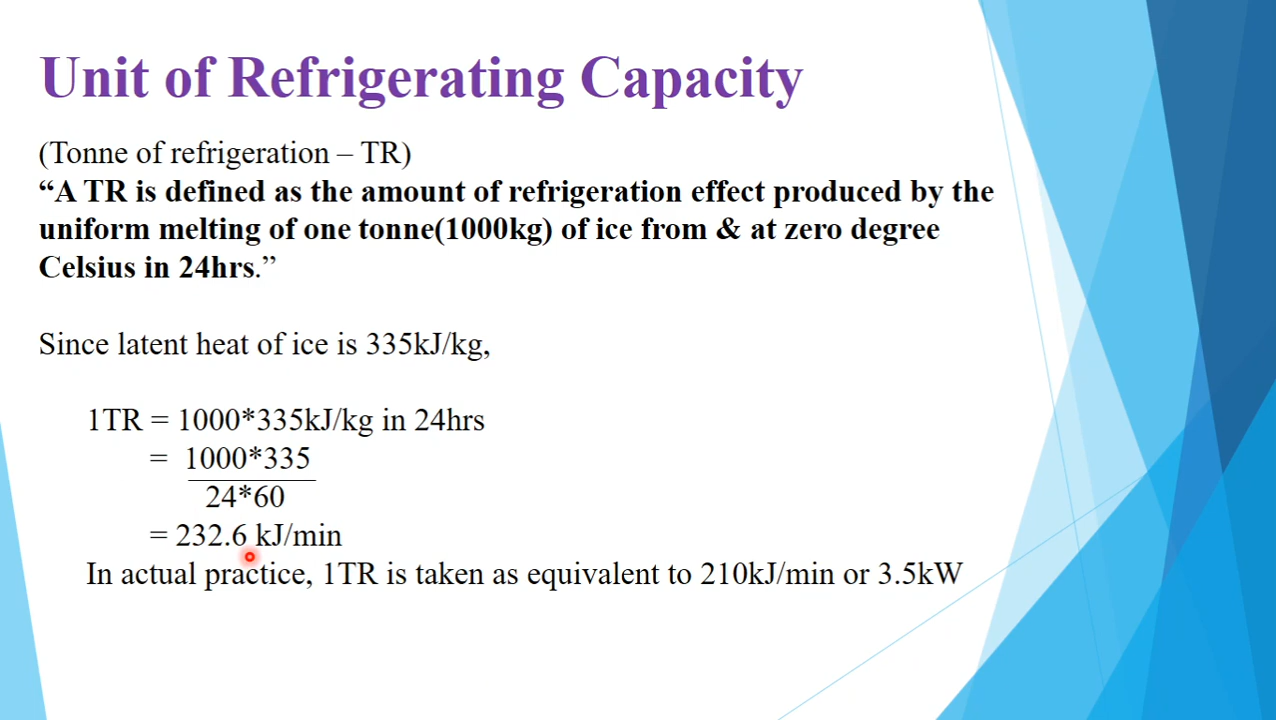 Unit of Refrigerating Capacity
(Tonne of refrigeration – TR)
“A TR is defined as the amount of refrigeration effect produced by the
uniform melting of one tonne(1000kg) of ice from & at zero degree
Celsius in 24hrs.”
Since latent heat of ice is 335kJ/kg,
1TR = 1000*335kJ/kg in 24hrs
= 1000*335
24*60
= 232.6 kJ/min
In actual practice, 1TR is taken as equivalent to 210kJ/min or 3.5kW